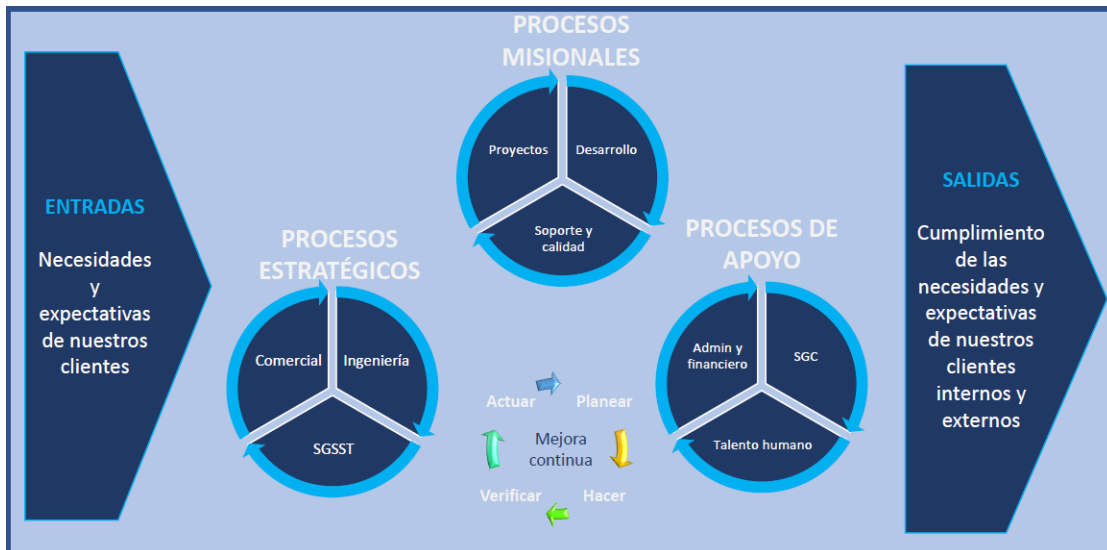 PROCESOS
MISIONALES
Proyectos
Desarrollo
Soporte y
calidad
ENTRADAS
Necesidades
y
expectativas
de nuestros
clientes
PROCESOS
ESTRATÉGICOS
Comercial
Ingeniería
SGSST
Actuar
Planear
Mejora
continua
Verificar
Hacer
PROCESOS DE
APOYO
Admin y
financiero
SGC
Talento humano
SALIDAS
Cumplimiento
de las
necesidades y
expectativas
de nuestros
clientes
internos y
externos